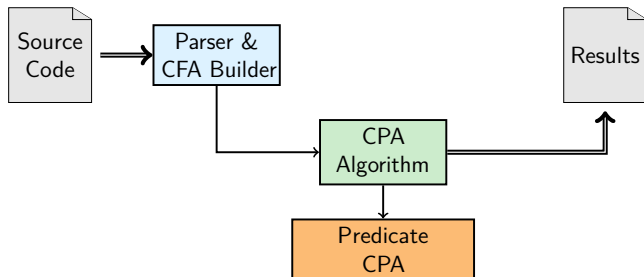 Source
Code
Parser &
CFA Builder
Results
CPA
Algorithm
Predicate
CPA